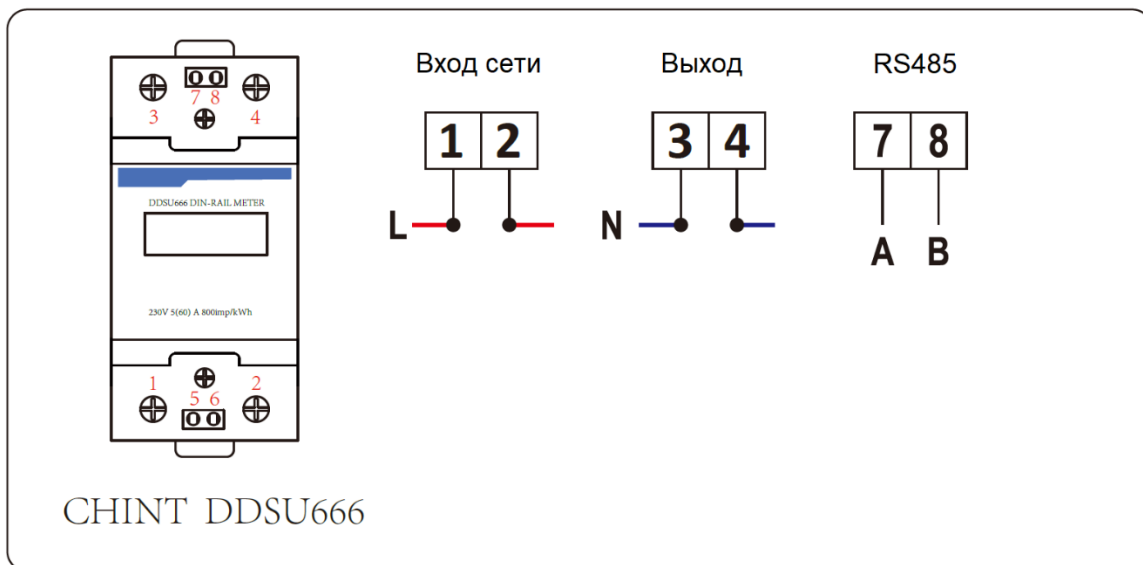 7 8
3 4
DDSU666 DIN-RAIL METER
230V 5(60) A 800imp/kWh
1 2
5 6
CHINT DDSU666
Вход сети
1 2
L
Выход
3 4
N
RS485
7 8
A B